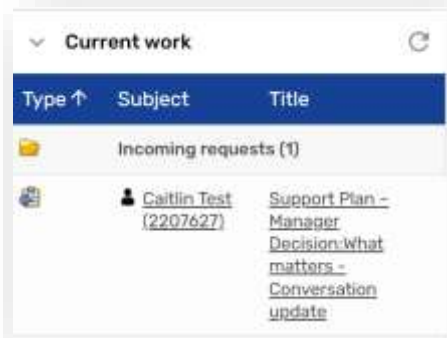 Current work
Type ↑ Subject Title
Incoming requests (1)
Caitlin Test Support Plan -
(2207627) Manager
Decision:What
matters -
Conversation
update